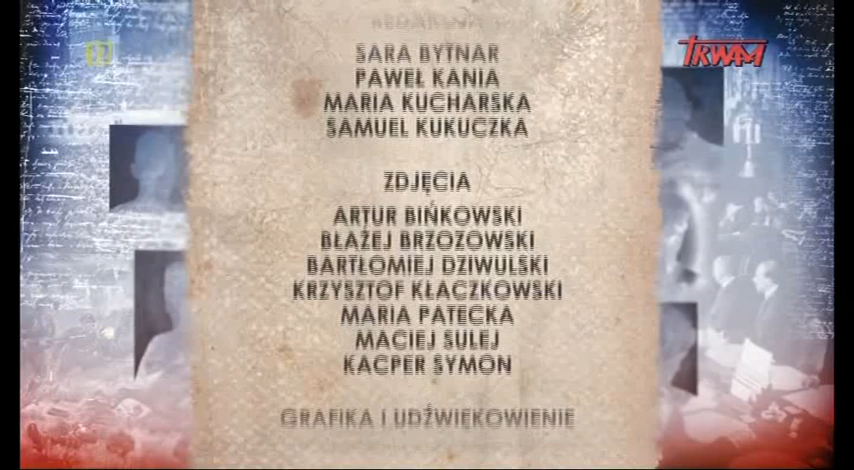 REDAKCJA
SARA BYTNAR
PAWEŁ KANIA
MARIA KUCHARSKA
SAMUEL KUKUCZKA
ZDJĘCIA
ARTUR BIŃKOWSKI
BŁAŻEJ BRZOZOWSKI
BARTŁOMIEJ DZIWULSKI
KRZYSZTOF KŁACZKOWSKI
MARIA PATECKA
MACIEJ SULEJ
KACPER SYMON
GRAFIKA I UDŹWIĘKOWIENIE
TRWAM